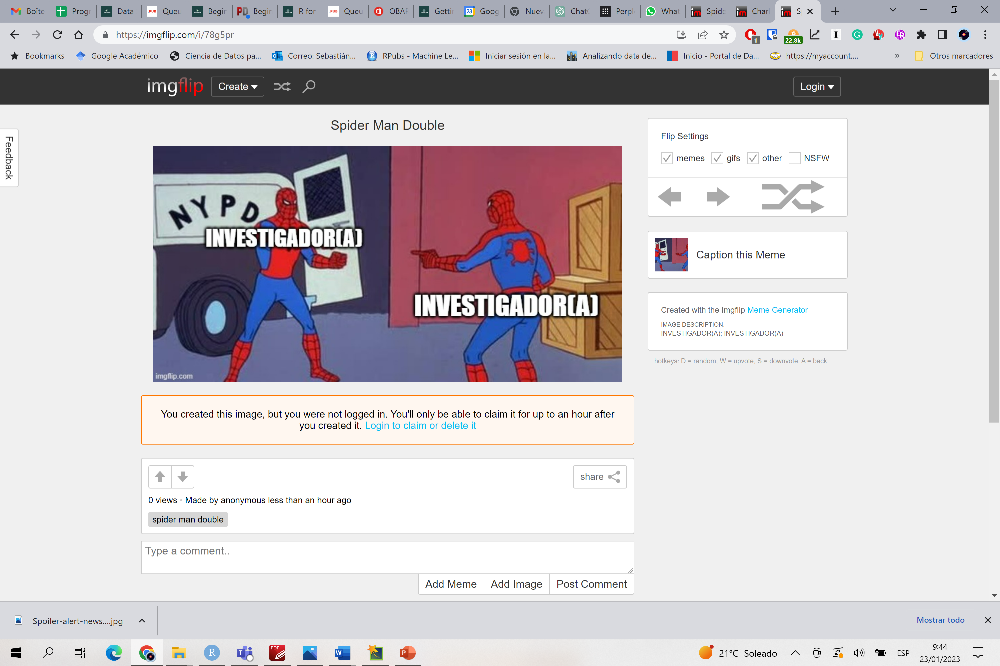 Boîte
Progr
Data
Queu
Begin
Begin
R for
Queu
OBAF
Getti
Goog
Nuev
Chat
Perpl
What
Spide
Charl
S
https://imgflip.com/i/78g5pr
1
22.8k
Bookmarks
Google Académico
Ciencia de Datos pa...
Correo: Sebastián...
RPubs - Machine Le...
Iniciar sesión en la...
Analizando data de...
Inicio - Portal de Da...
https://myaccount....
»
Otros marcadores
imgflip
Create
Login
Feedback
Spider Man Double
NYPD
INVESTIGADOR(A)
INVESTIGADOR(A)
imgflip.com
Flip Settings
memes
gifs
other
NSFW
Caption this Meme
Created with the Imgflip Meme Generator
IMAGE DESCRIPTION:
INVESTIGADOR(A); INVESTIGADOR(A)
hotkeys: D = random, W = upvote, S = downvote, A = back
You created this image, but you were not logged in. You'll only be able to claim it for up to an hour after
you created it. Login to claim or delete it
share
0 views • Made by anonymous less than an hour ago
spider man double
Type a comment..
Add Meme
Add Image
Post Comment
Spoiler-alert-news....jpg
Mostrar todo
21°C Soleado
ESP
9:44
23/01/2023